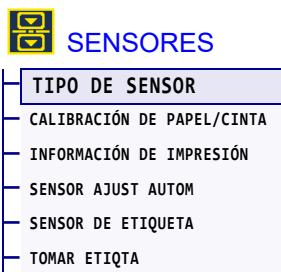 SENSORES
TIPO DE SENSOR
CALIBRACIÓN DE PAPEL/CINTA
INFORMACIÓN DE IMPRESIÓN
SENSOR AJUST AUTOM
SENSOR DE ETIQUETA
TOMAR ETIQTA